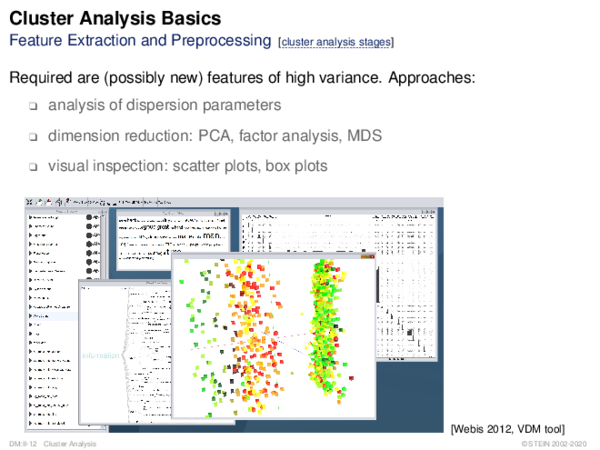 Cluster Analysis Basics
Feature Extraction and Preprocessing [cluster analysis stages]
Required are (possibly new) features of high variance. Approaches:
❑ analysis of dispersion parameters
❑ dimension reduction: PCA, factor analysis, MDS
❑ visual inspection: scatter plots, box plots
information
[Webis 2012, VDM tool]
DM:II-12 Cluster Analysis
© STEIN 2002-2020